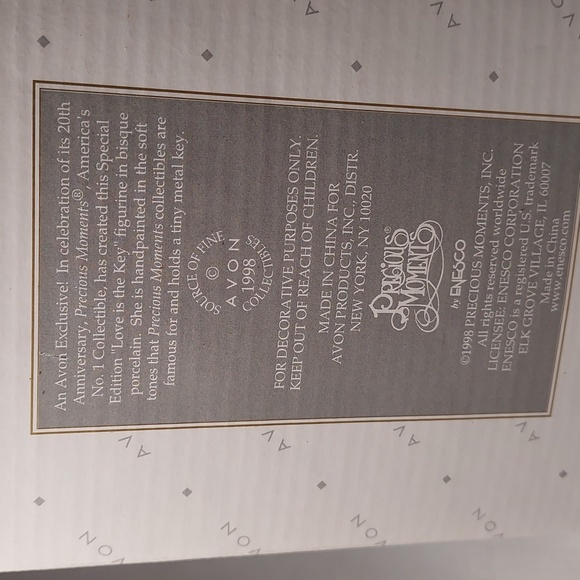 An Avon Exclusive! In celebration of its 20th
Anniversary, Precious Moments®, America's
No. 1 Collectible, has created this Special
Edition "Love is the Key" figurine in bisque
porcelain. She is handpainted in the soft
tones that Precious Moments collectibles are
famous for and holds a tiny metal key.
SOURCE OF FINE
©
AVON
1998
COLLECTIBLES
FOR DECORATIVE PURPOSES ONLY.
KEEP OUT OF REACH OF CHILDREN.
MADE IN CHINA FOR
AVON PRODUCTS, INC., DISTR.
NEW YORK, NY 10020
PRECIOUS
MOMENTS®
by ENESCO
©1998 PRECIOUS MOMENTS, INC.
All rights reserved worldwide
LICENSEE: ENESCO CORPORATION
ENESCO is a registered U.S. trademark
ELK GROVE VILLAGE, IL 60007
Made in China
www.enesco.com